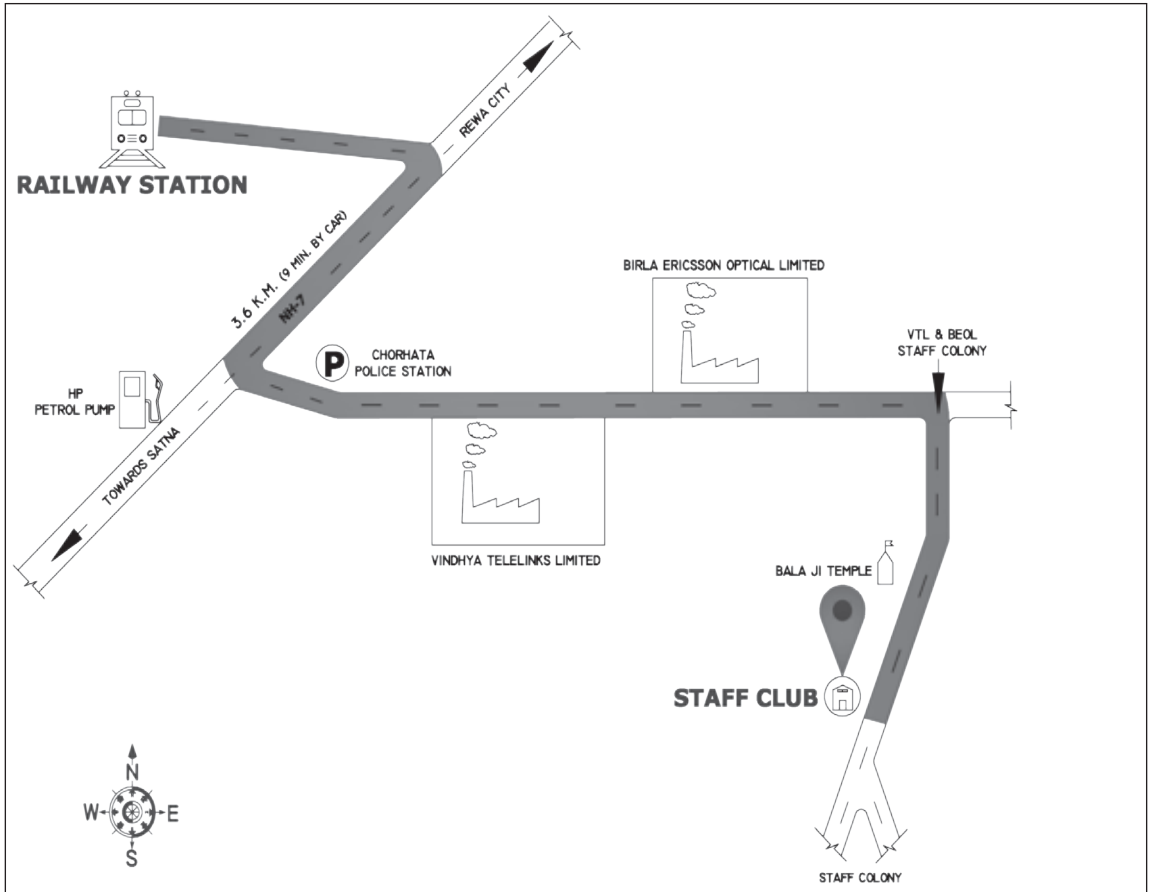 REWA CITY
RAILWAY STATION
3.6 K.M. (9 MIN. BY CAR)
NH-7
BIRLA ERICSSON OPTICAL LIMITED
VTL & BEOL
STAFF COLONY
P
CHORHATA
POLICE STATION
HP
PETROL PUMP
TOWARDS SATNA
VINDHYA TELELINKS LIMITED
BALA JI TEMPLE
STAFF CLUB
N
W E
S
STAFF COLONY